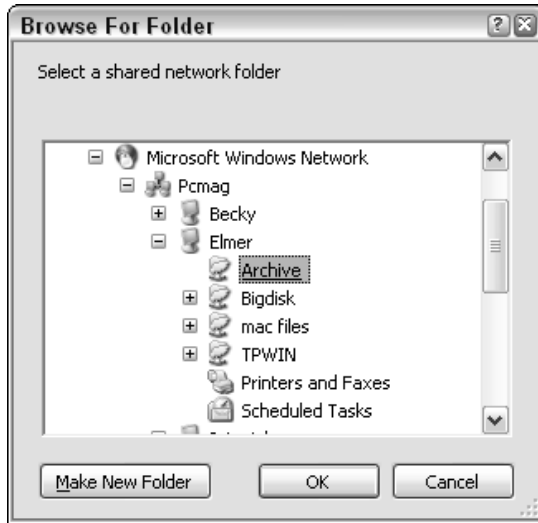 Browse For Folder
Select a shared network folder
Microsoft Windows Network
Pcmag
Becky
Elmer
Archive
Bigdisk
mac files
TPWIN
Printers and Faxes
Scheduled Tasks
Make New Folder
OK
Cancel